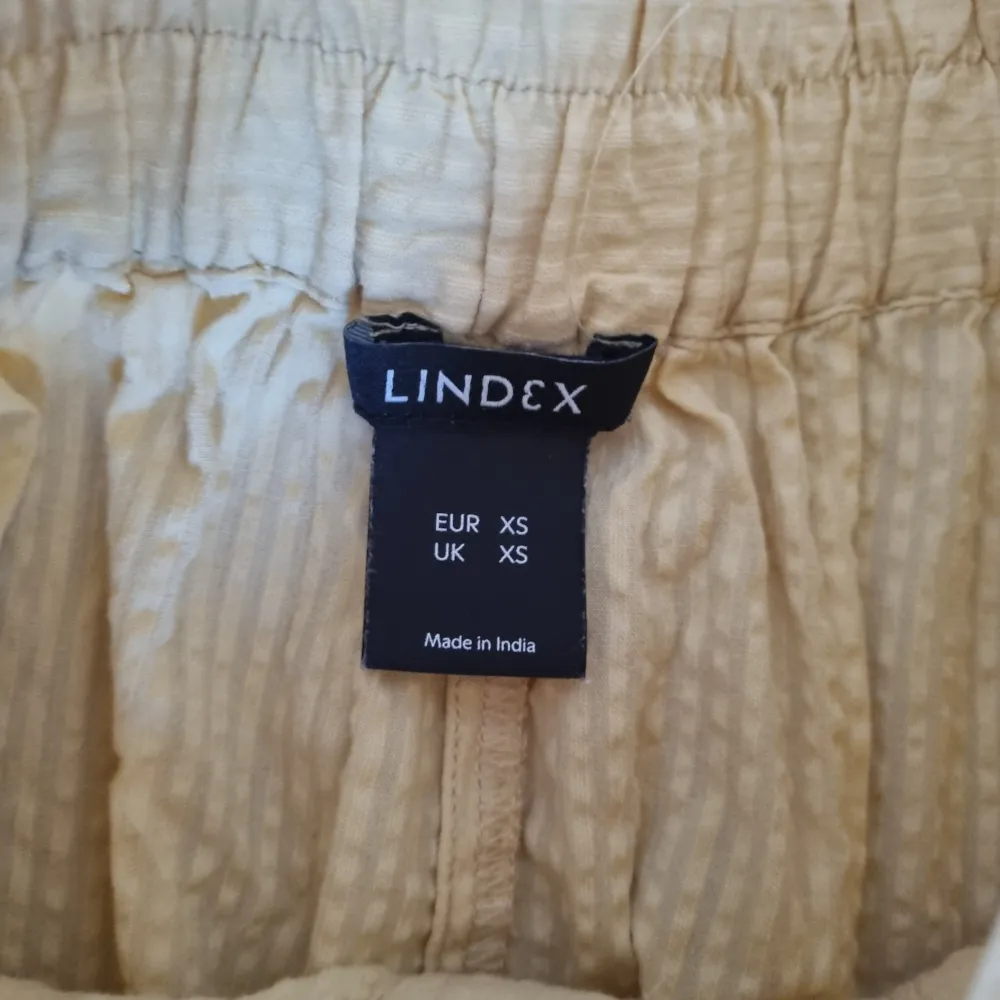 LINDEX
EUR XS
UK XS
Made in India